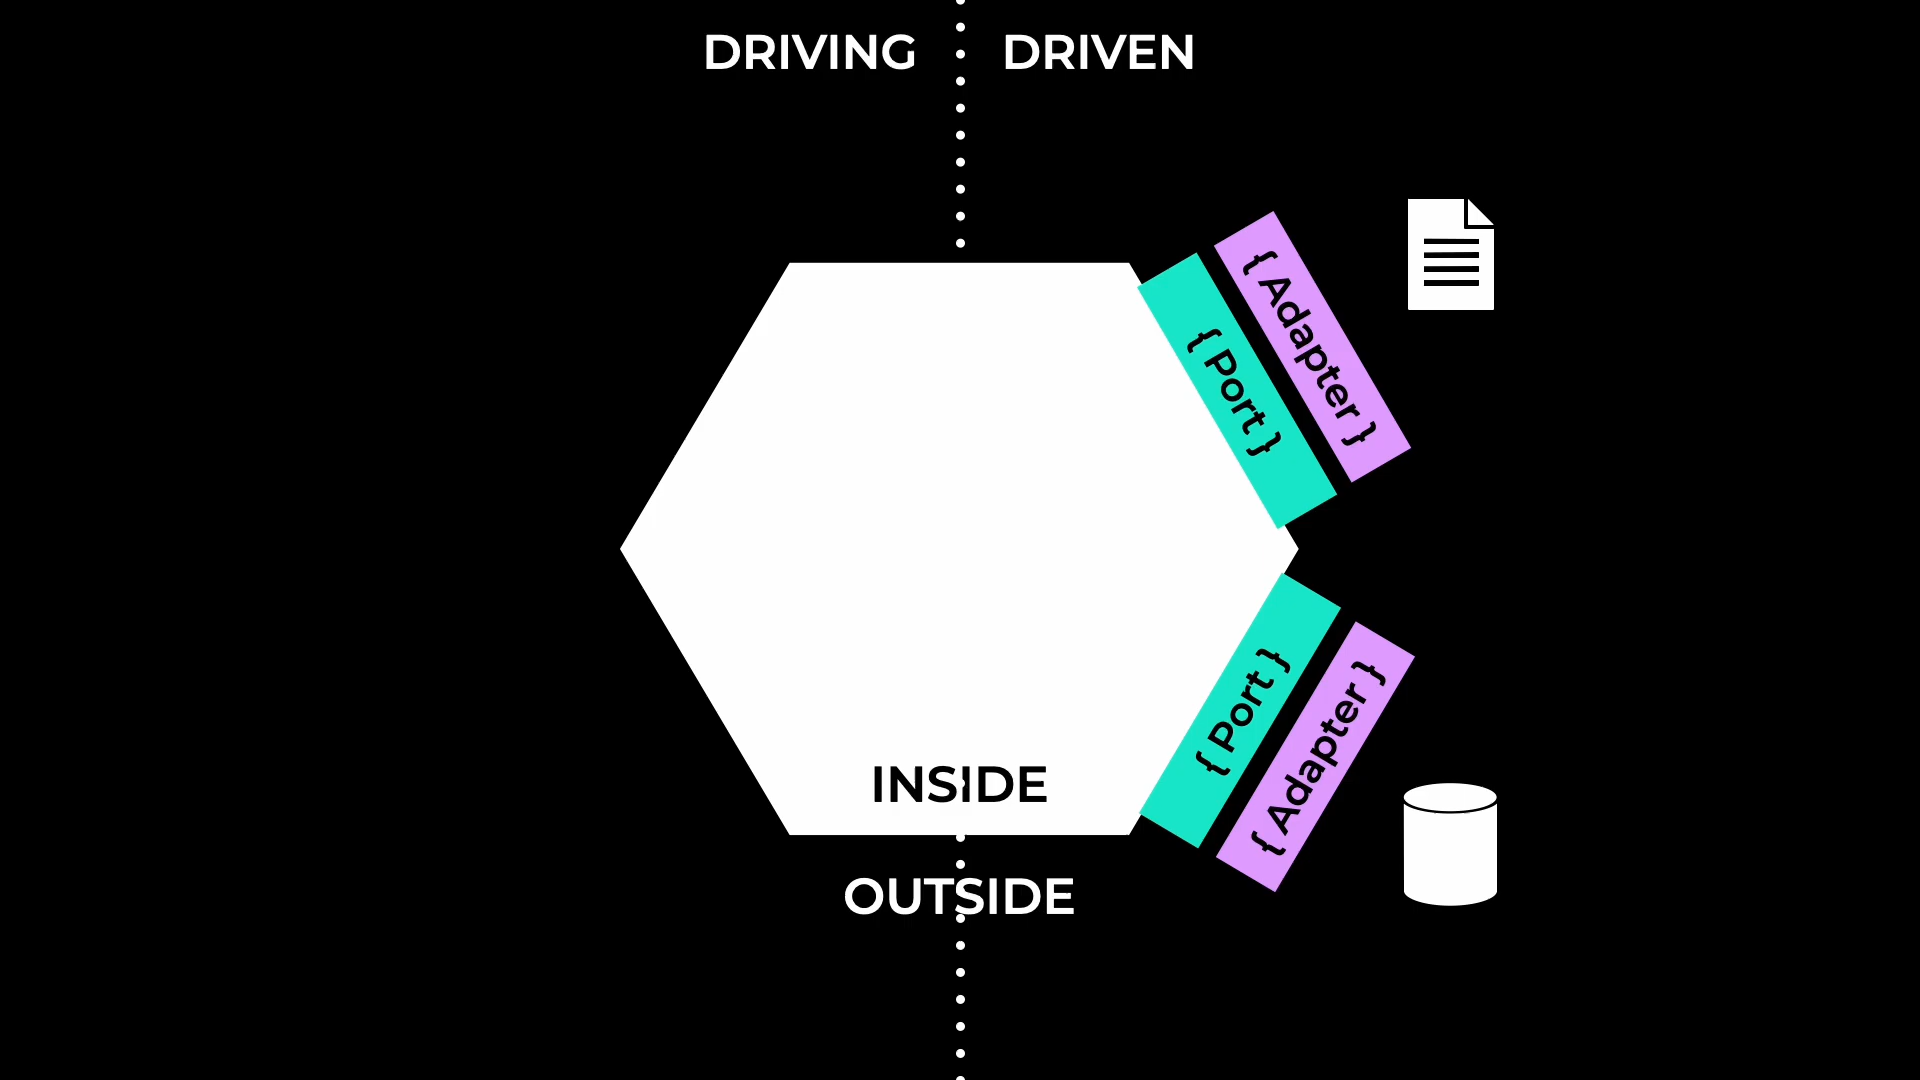 DRIVING
DRIVEN
{ Adapter }
{ Port }
{ Port }
{ Adapter }
INSIDE
OUTSIDE